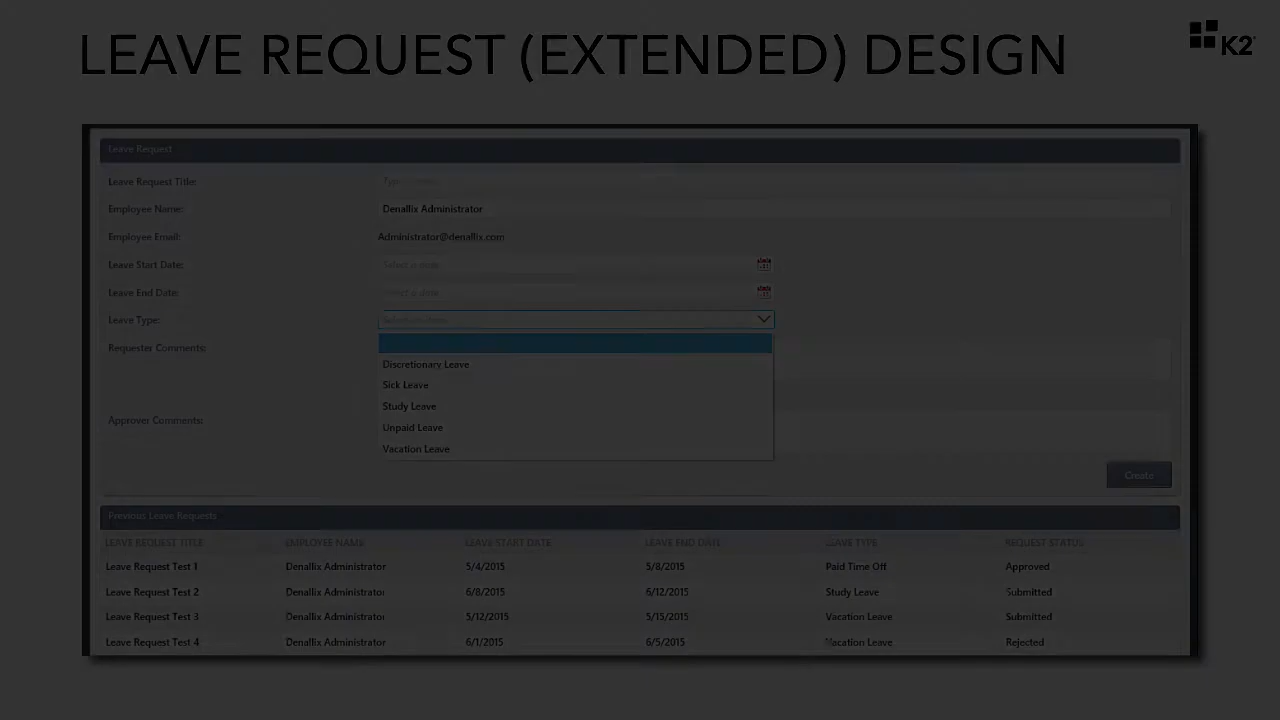 LEAVE REQUEST (EXTENDED) DESIGN
K2
Leave Request
Leave Request Title:
Employee Name: Denallix Administrator
Employee Email: Administrator@denallix.com
Leave Start Date: Select a date
Leave End Date: Select a date
Leave Type:
Requester Comments:
Discretionary Leave
Sick Leave
Study Leave
Approver Comments:
Unpaid Leave
Vacation Leave
Create
Previous Leave Requests
LEAVE REQUEST TITLE EMPLOYEE NAME LEAVE START DATE LEAVE END DATE LEAVE TYPE REQUEST STATUS
Leave Request Test 1 Denallix Administrator 5/4/2015 5/8/2015 Paid Time Off Approved
Leave Request Test 2 Denallix Administrator 6/8/2015 6/12/2015 Study Leave Submitted
Leave Request Test 3 Denallix Administrator 5/12/2015 5/15/2015 Vacation Leave Submitted
Leave Request Test 4 Denallix Administrator 6/1/2015 6/5/2015 Vacation Leave Rejected